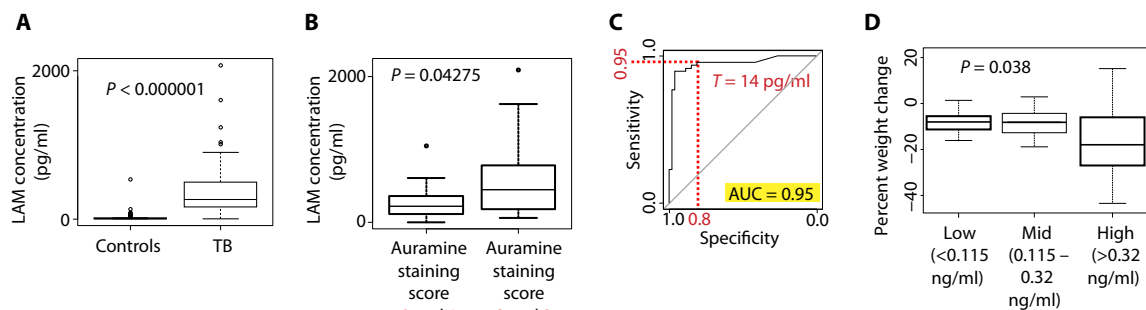 A
LAM concentration
(pg/ml)
2000
0
P < 0.000001
Controls
TB
B
LAM concentration
(pg/ml)
2000
0
P = 0.04275
Auramine
staining
score
Auramine
staining
score
C
Sensitivity
0.95
1.0
0.0
T = 14 pg/ml
AUC = 0.95
1.0
0.8
0.0
Specificity
D
Percent weight change
20
0
−20
−40
P = 0.038
Low
(<0.115
ng/ml)
Mid
(0.115 –
0.32
ng/ml)
High
(>0.32
ng/ml)